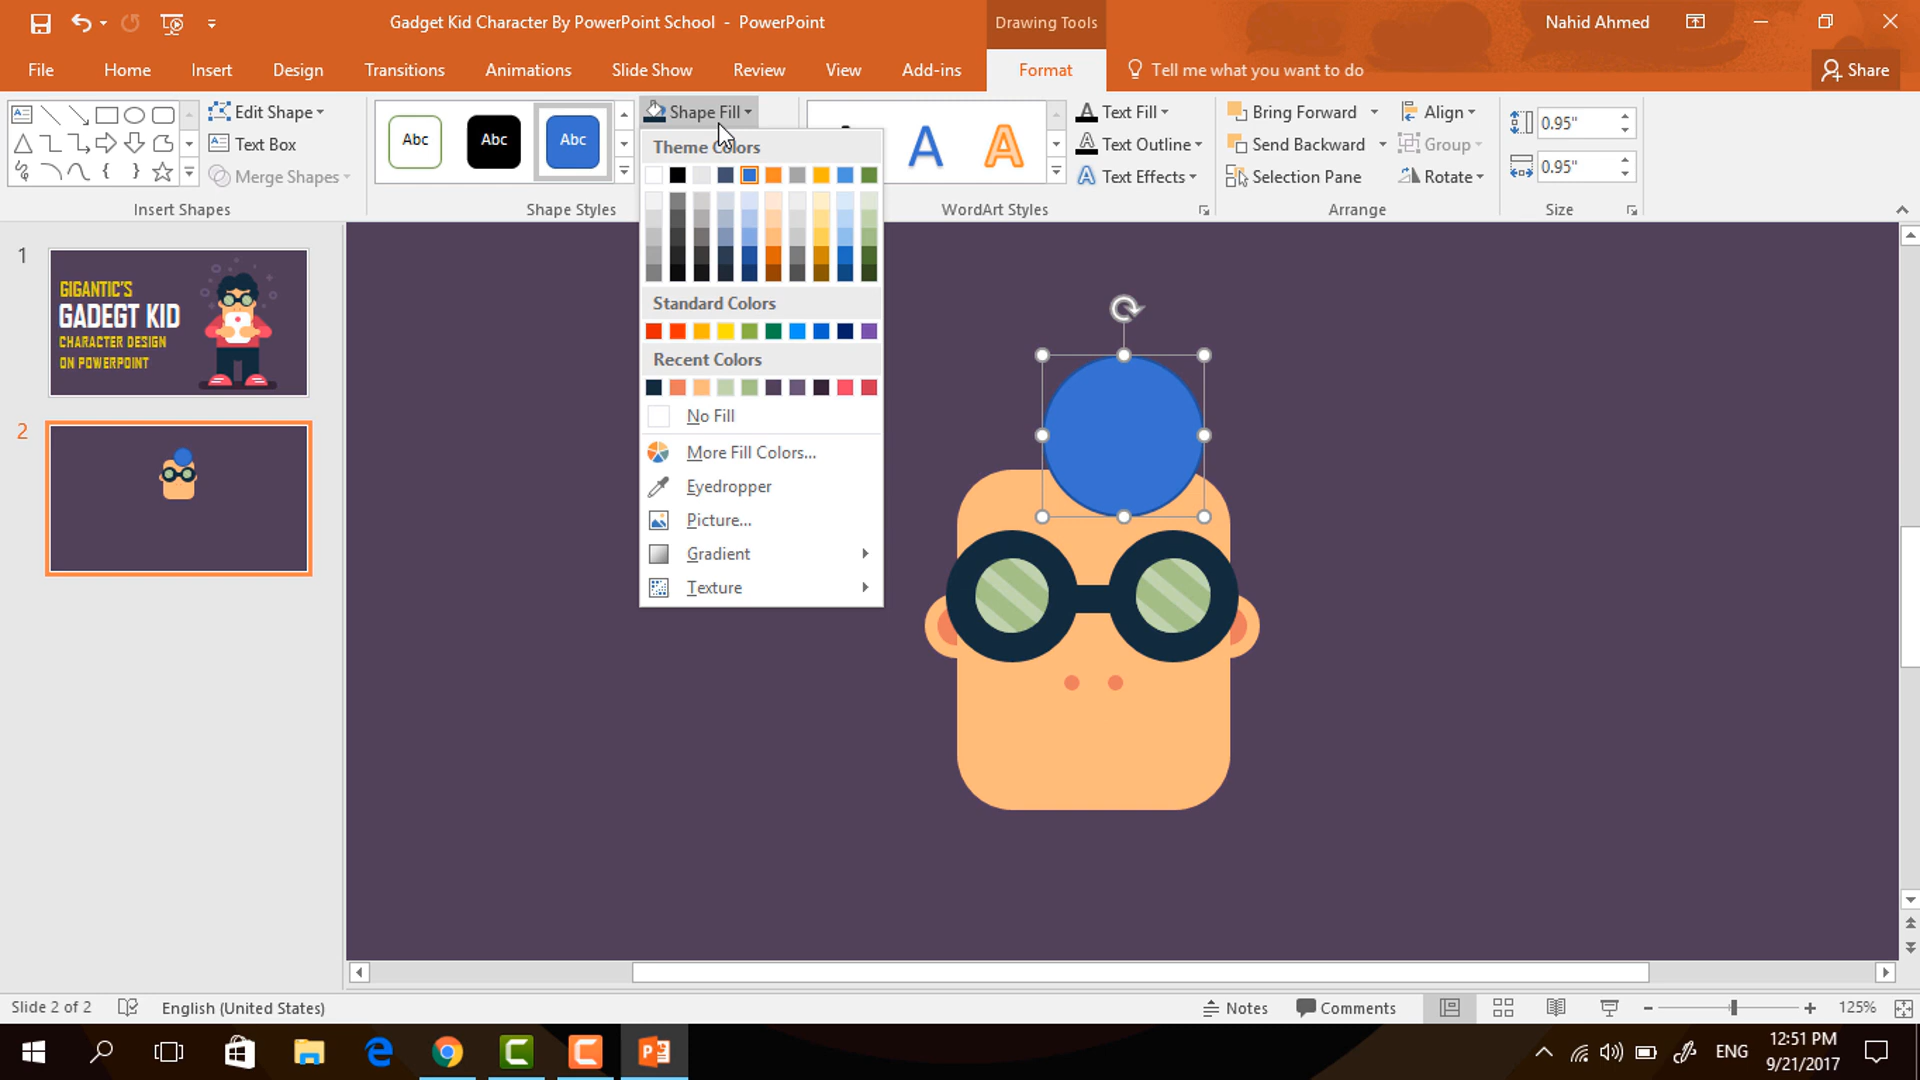 Gadget Kid Character By PowerPoint School - PowerPoint
Drawing Tools
Nahid Ahmed
File
Home
Insert
Design
Transitions
Animations
Slide Show
Review
View
Add-ins
Format
Tell me what you want to do
Share
Edit Shape
Text Box
Merge Shapes
Insert Shapes
Abc
Abc
Abc
Shape Styles
Shape Fill
Theme Colors
Standard Colors
Recent Colors
No Fill
More Fill Colors...
Eyedropper
Picture...
Gradient
Texture
A
A
Text Fill
Text Outline
Text Effects
WordArt Styles
Bring Forward
Send Backward
Selection Pane
Align
Group
Rotate
Arrange
0.95"
0.95"
Size
1
GIGANTIC'S
GADEGT KID
CHARACTER DESIGN
ON POWERPOINT
2
Slide 2 of 2
English (United States)
Notes
Comments
125%
ENG
12:51 PM
9/21/2017